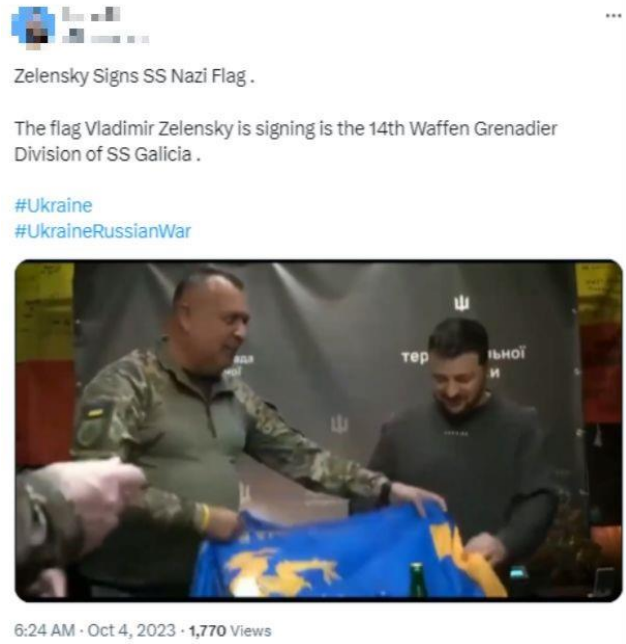 Zelensky Signs SS Nazi Flag .
The flag Vladimir Zelensky is signing is the 14th Waffen Grenadier
Division of SS Galicia .
#Ukraine
#UkraineRussianWar
6:24 AM · Oct 4, 2023 · 1,770 Views